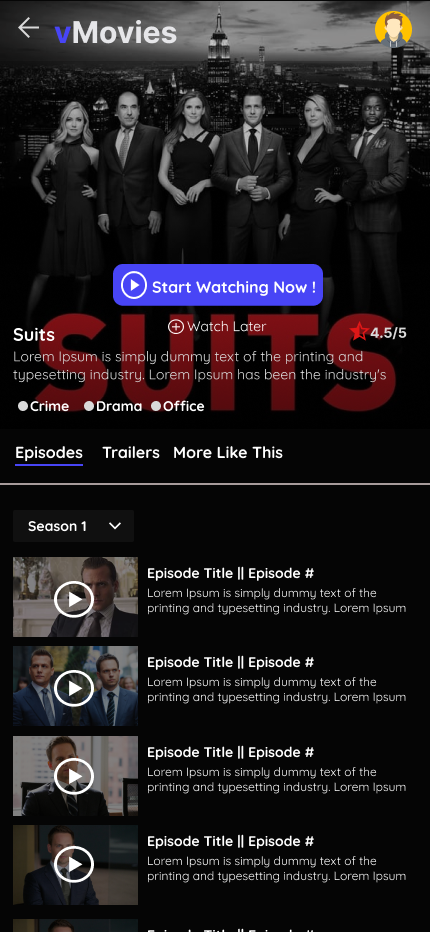 vMovies
Start Watching Now !
Watch Later
SUITS
Suits
4.5/5
Lorem Ipsum is simply dummy text of the printing and
typesetting industry. Lorem Ipsum has been the industry's
Crime Drama Office
Episodes Trailers More Like This
Season 1
Episode Title || Episode #
Lorem Ipsum is simply dummy text of the
printing and typesetting industry. Lorem Ipsum
Episode Title || Episode #
Lorem Ipsum is simply dummy text of the
printing and typesetting industry. Lorem Ipsum
Episode Title || Episode #
Lorem Ipsum is simply dummy text of the
printing and typesetting industry. Lorem Ipsum
Episode Title || Episode #
Lorem Ipsum is simply dummy text of the
printing and typesetting industry. Lorem Ipsum